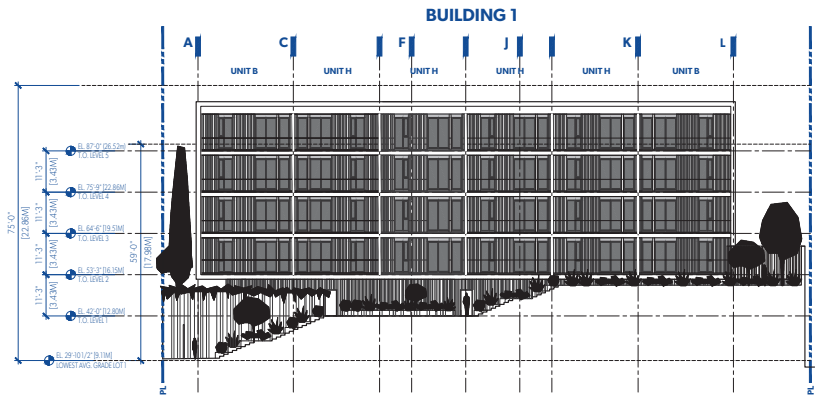 BUILDING 1
A
C
F
J
K
L
UNIT B
UNIT H
UNIT H
UNIT H
UNIT H
UNIT B
EL. 87'-0" [26.52m]
T.O. LEVEL 5
11'-3"
[3.43M]
EL. 75'-9" [22.86M]
T.O. LEVEL 4
11'-3"
[3.43M]
EL. 64'-6" [19.51M]
T.O. LEVEL 3
11'-3"
[3.43M]
EL. 53'-3" [16.15M]
T.O. LEVEL 2
11'-3"
[3.43M]
EL. 42'-0" [12.80M]
T.O. LEVEL 1
75'-0"
[22.86M]
59'-0"
[17.98M]
EL. 29'-10 1/2" [9.11M]
LOWEST AVG. GRADE LOT 1
PL
PL